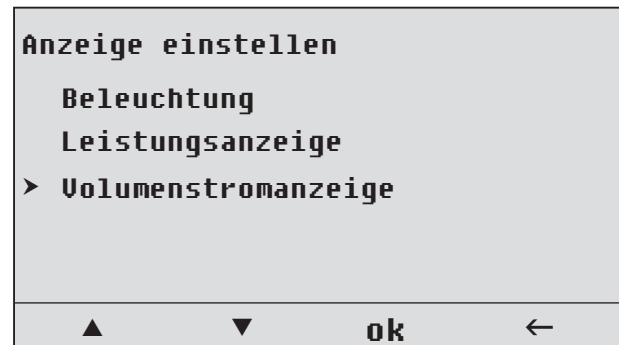 Anzeige einstellen
Beleuchtung
Leistungsanzeige
➤ Volumenstromanzeige
▲ ▼ ok ←